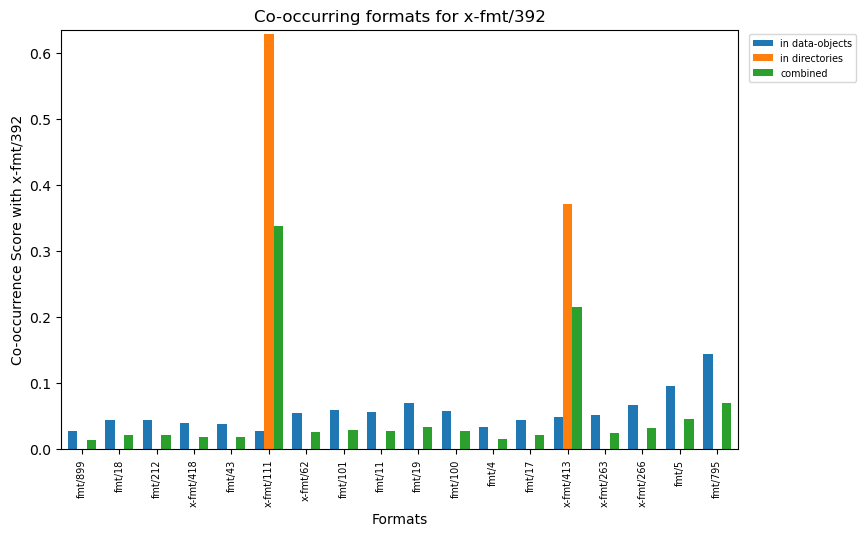 Co-occurring formats for x-fmt/392
in data-objects
in directories
combined
Co-occurrence Score with x-fmt/392
0.6
0.5
0.4
0.3
0.2
0.1
0.0
fmt/899
fmt/18
fmt/212
x-fmt/418
fmt/43
x-fmt/111
x-fmt/62
fmt/101
fmt/11
fmt/19
fmt/100
fmt/4
fmt/17
x-fmt/413
x-fmt/263
x-fmt/266
fmt/5
fmt/795
Formats